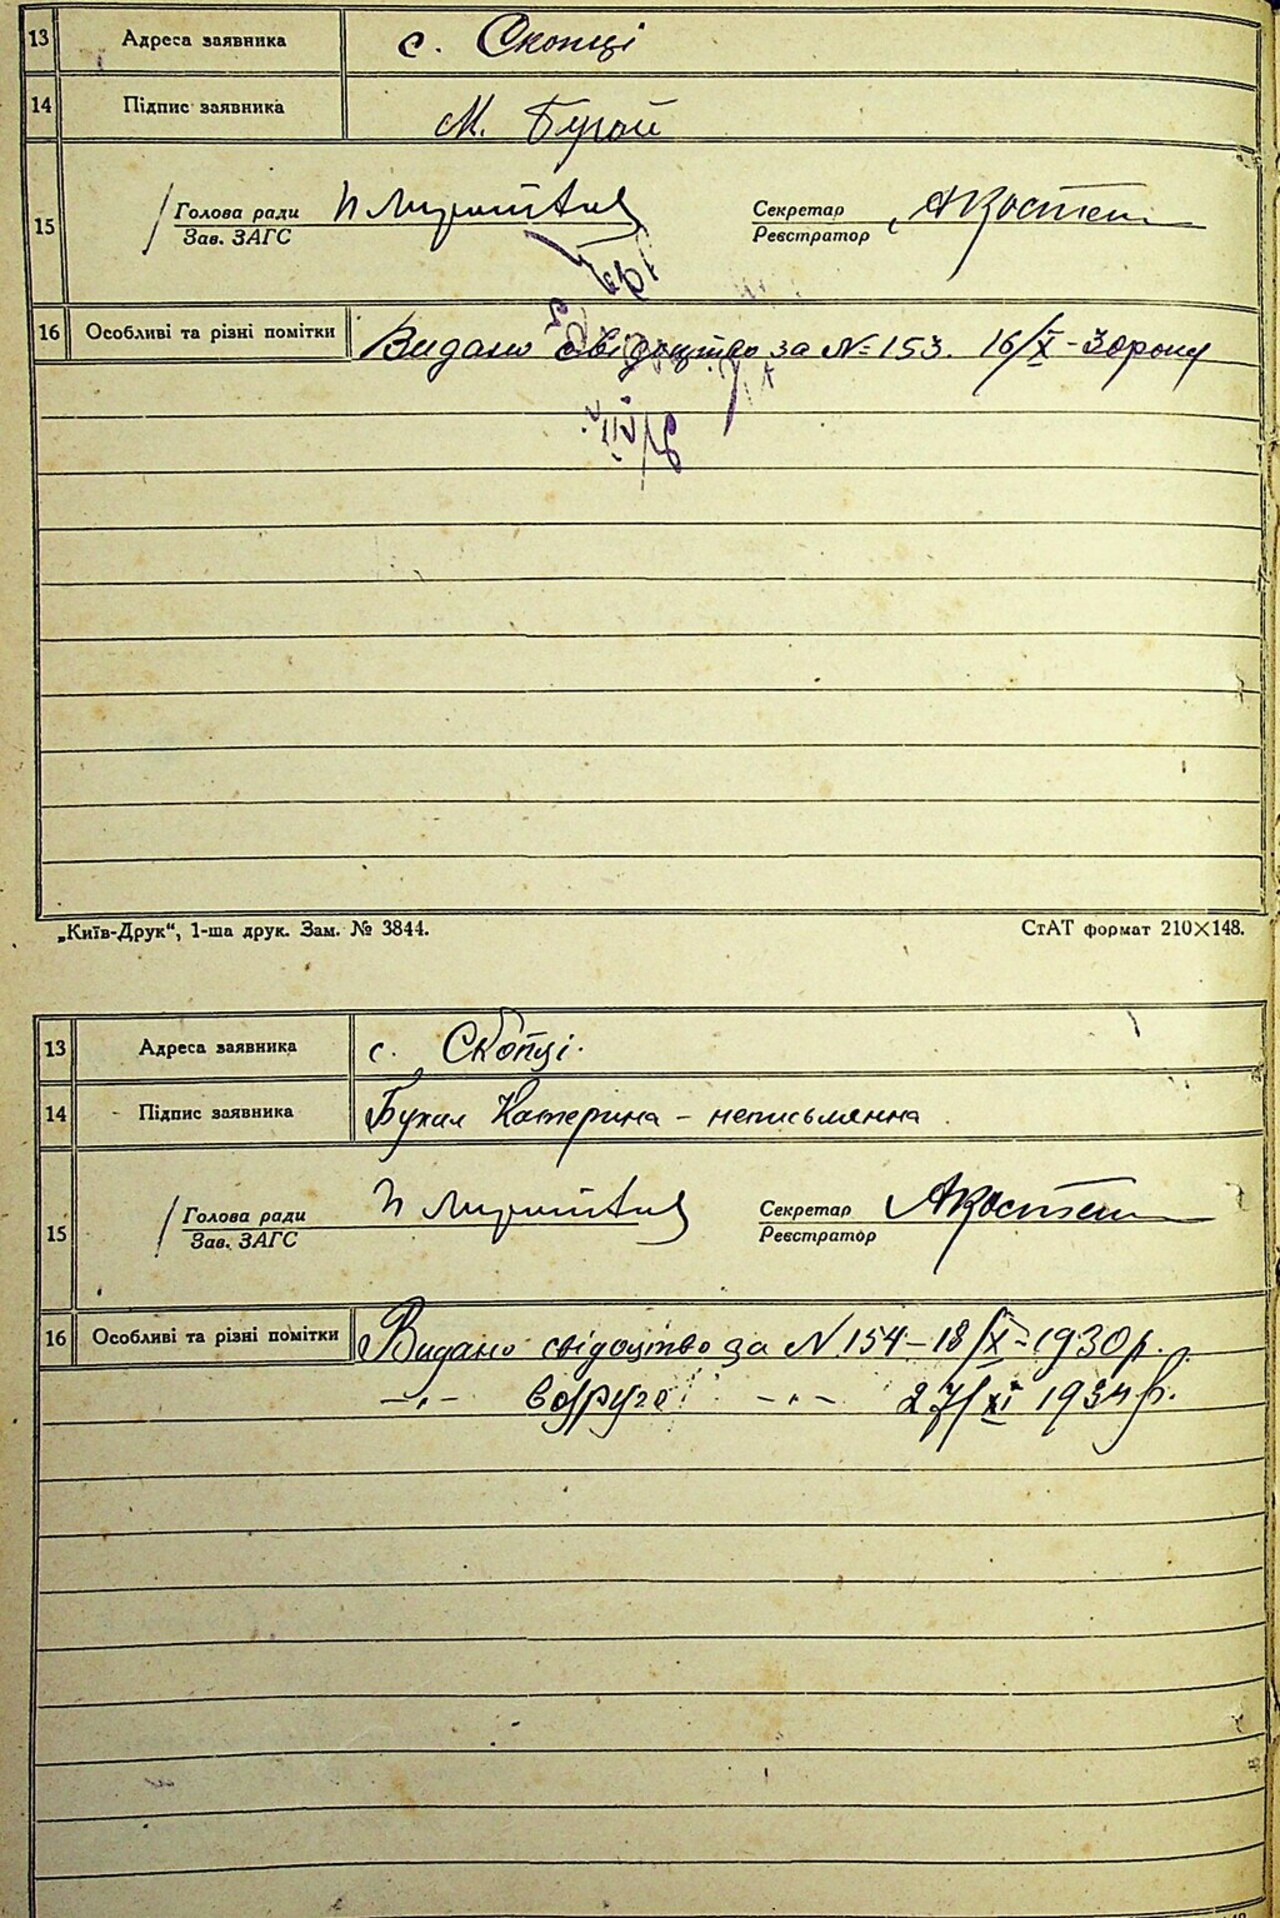 13 Адреса заявника с. Скопці
14 Підпис заявника М. Бугай
15 Голова ради Секретар
Зав. ЗАГС Реєстратор
16 Особливі та різні помітки Видано свідоцтво за № 153. 16/X - 30 року
„Київ-Друк“, 1-ша друк. Зам. № 3844. СтАТ формат 210×148.
13 Адреса заявника с. Скопці.
14 Підпис заявника Катерина - неписьменна
15 Голова ради Секретар
Зав. ЗАГС Реєстратор
16 Особливі та різні помітки Видано свідоцтво за N 154 - 18/X - 1930 р.
-"- вдруге -"- 27/XI 1934 р.